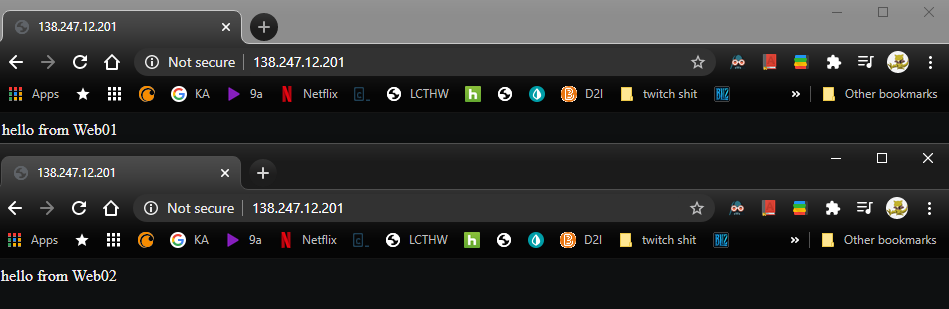 138.247.12.201
Not secure 138.247.12.201
Apps KA 9a Netflix LCTHW D2I twitch shit » Other bookmarks
hello from Web01
138.247.12.201
Not secure 138.247.12.201
Apps KA 9a Netflix LCTHW D2I twitch shit » Other bookmarks
hello from Web02